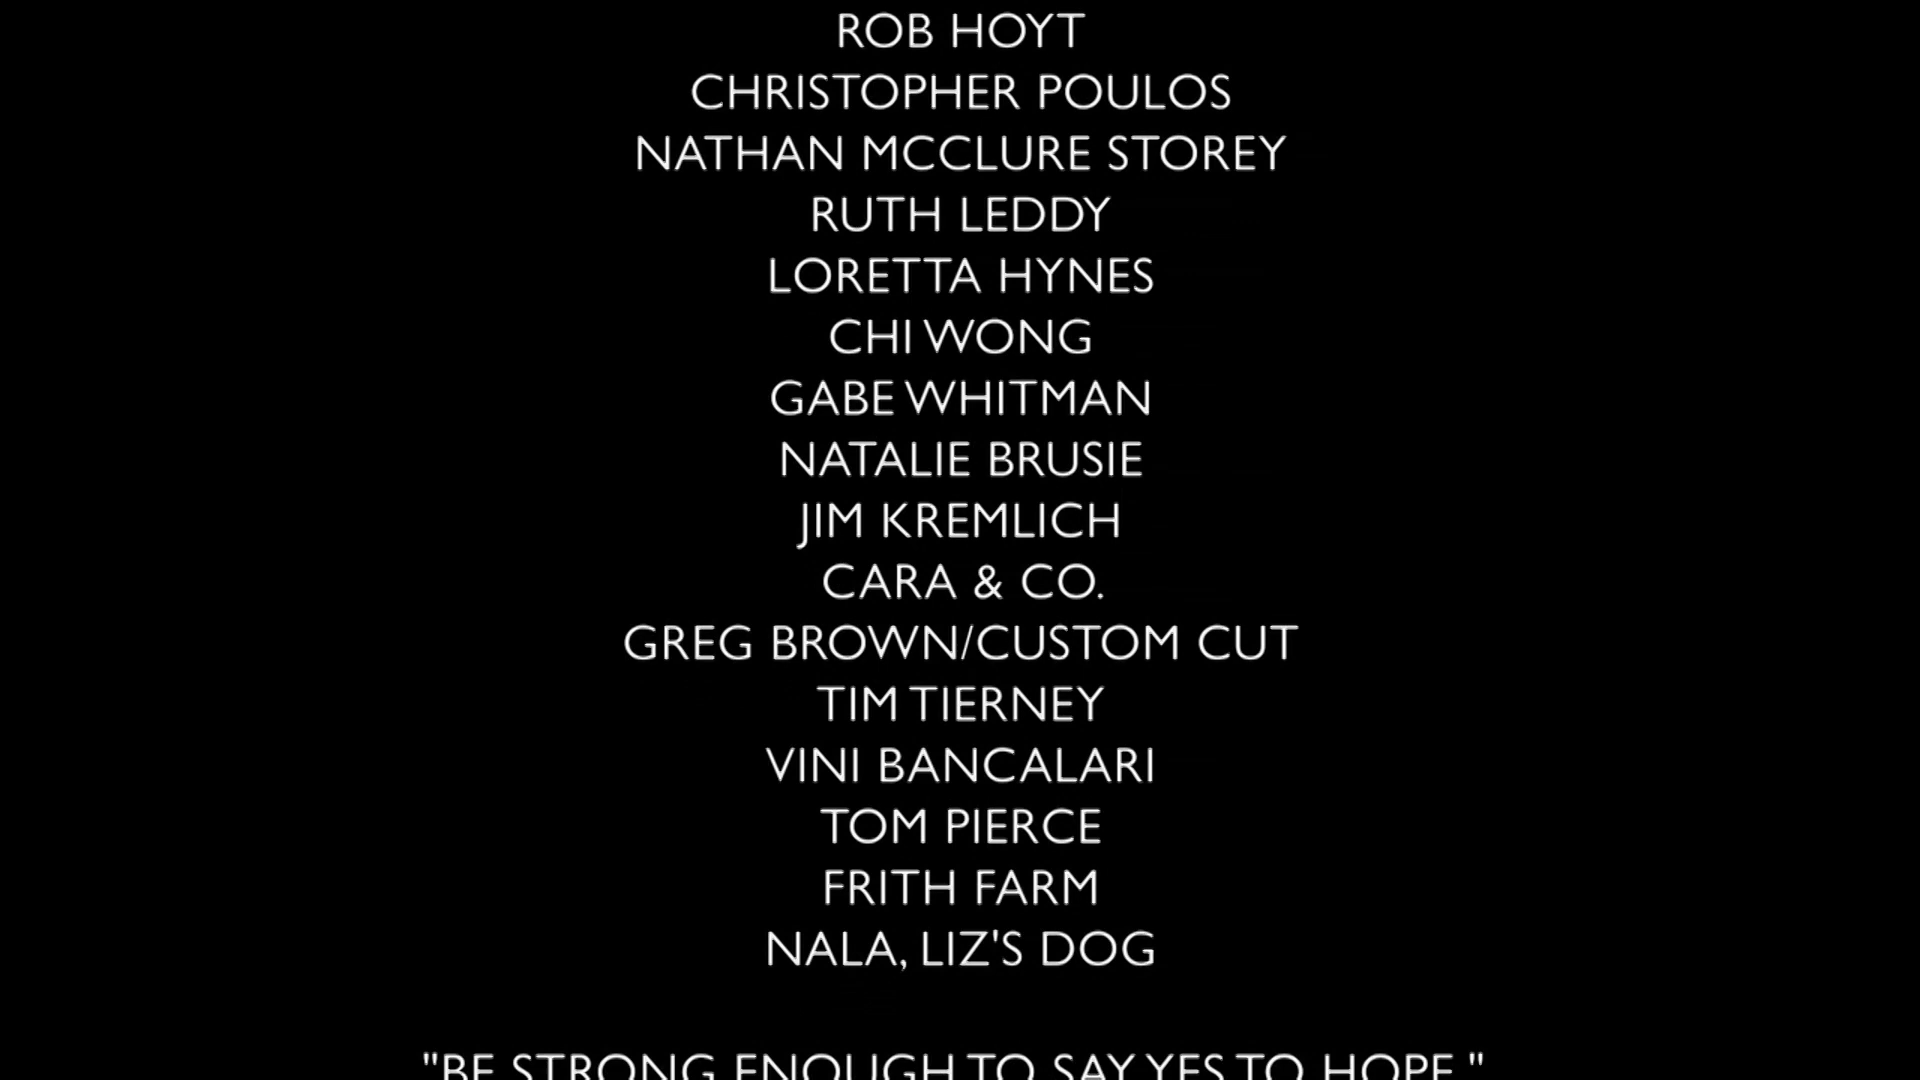 ROB HOYT
CHRISTOPHER POULOS
NATHAN MCCLURE STOREY
RUTH LEDDY
LORETTA HYNES
CHI WONG
GABE WHITMAN
NATALIE BRUSIE
JIM KREMLICH
CARA & CO.
GREG BROWN/CUSTOM CUT
TIM TIERNEY
VINI BANCALARI
TOM PIERCE
FRITH FARM
NALA, LIZ'S DOG
"BE STRONG ENOUGH TO SAY YES TO HOPE."